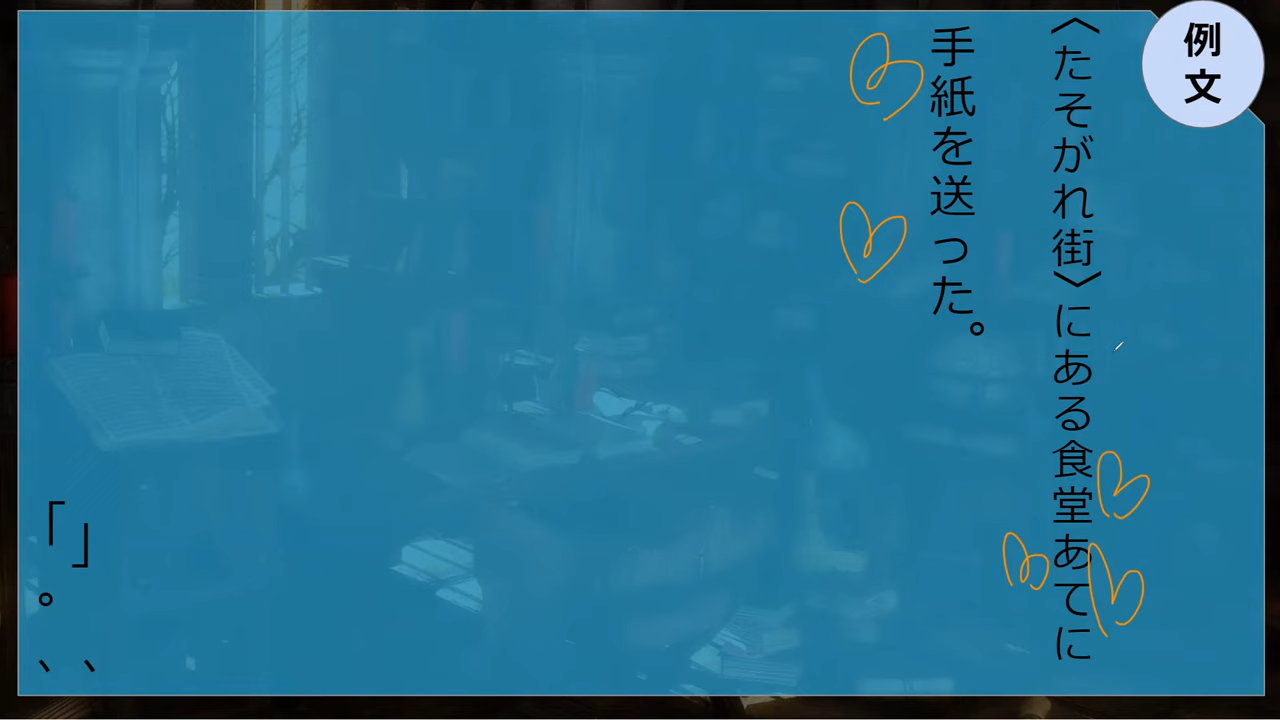 例文
〈たそがれ街〉にある食堂あてに
手紙を送った。
」、
「。、